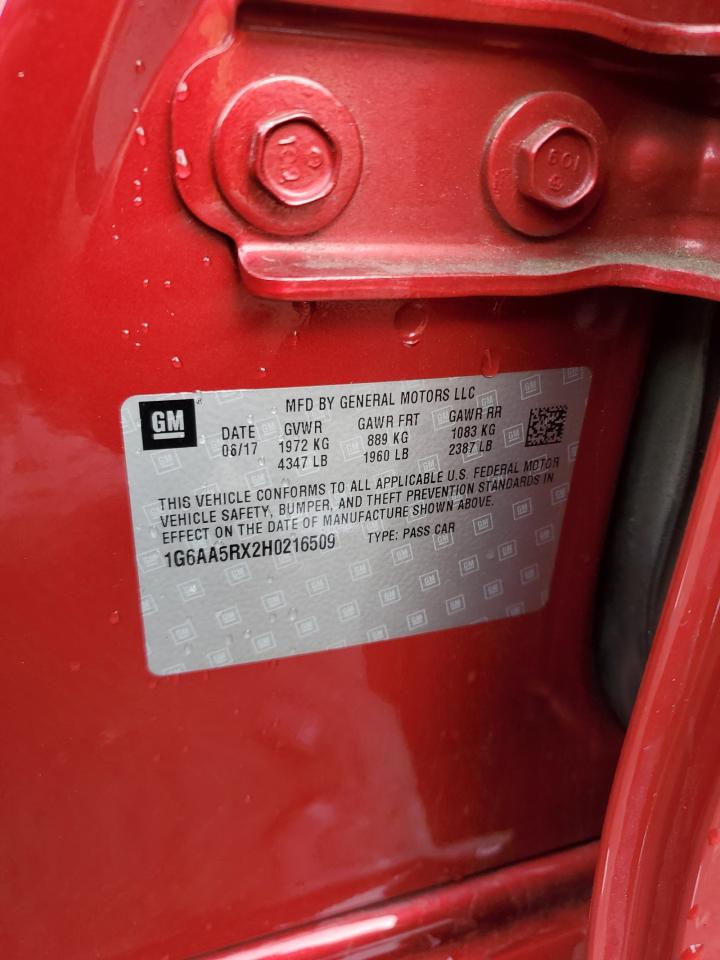 109
GM
MFD BY GENERAL MOTORS LLC
DATE GVWR GAWR FRT GAWR RR
06/17 1972 KG 889 KG 1083 KG
4347 LB 1960 LB 2387 LB
THIS VEHICLE CONFORMS TO ALL APPLICABLE U.S. FEDERAL MOTOR
VEHICLE SAFETY, BUMPER, AND THEFT PREVENTION STANDARDS IN
EFFECT ON THE DATE OF MANUFACTURE SHOWN ABOVE.
1G6AA5RX2H0216509 TYPE: PASS CAR